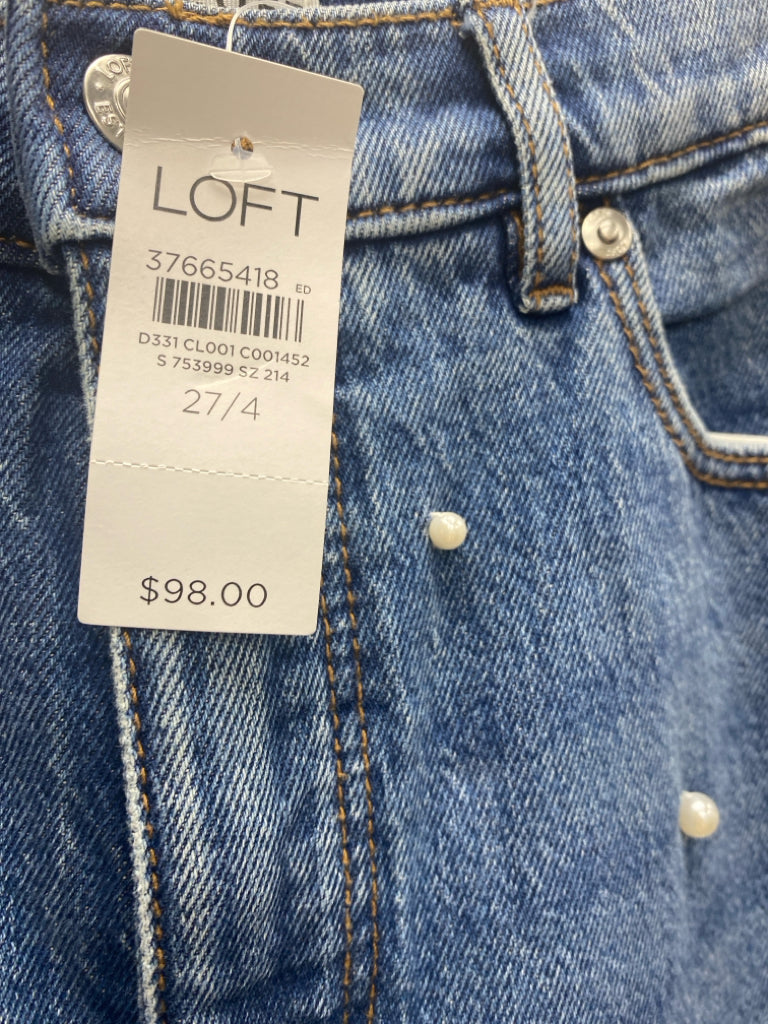 LOFT
37665418 ED
D331 CL001 C001452
S 753999 SZ 214
27/4
$98.00